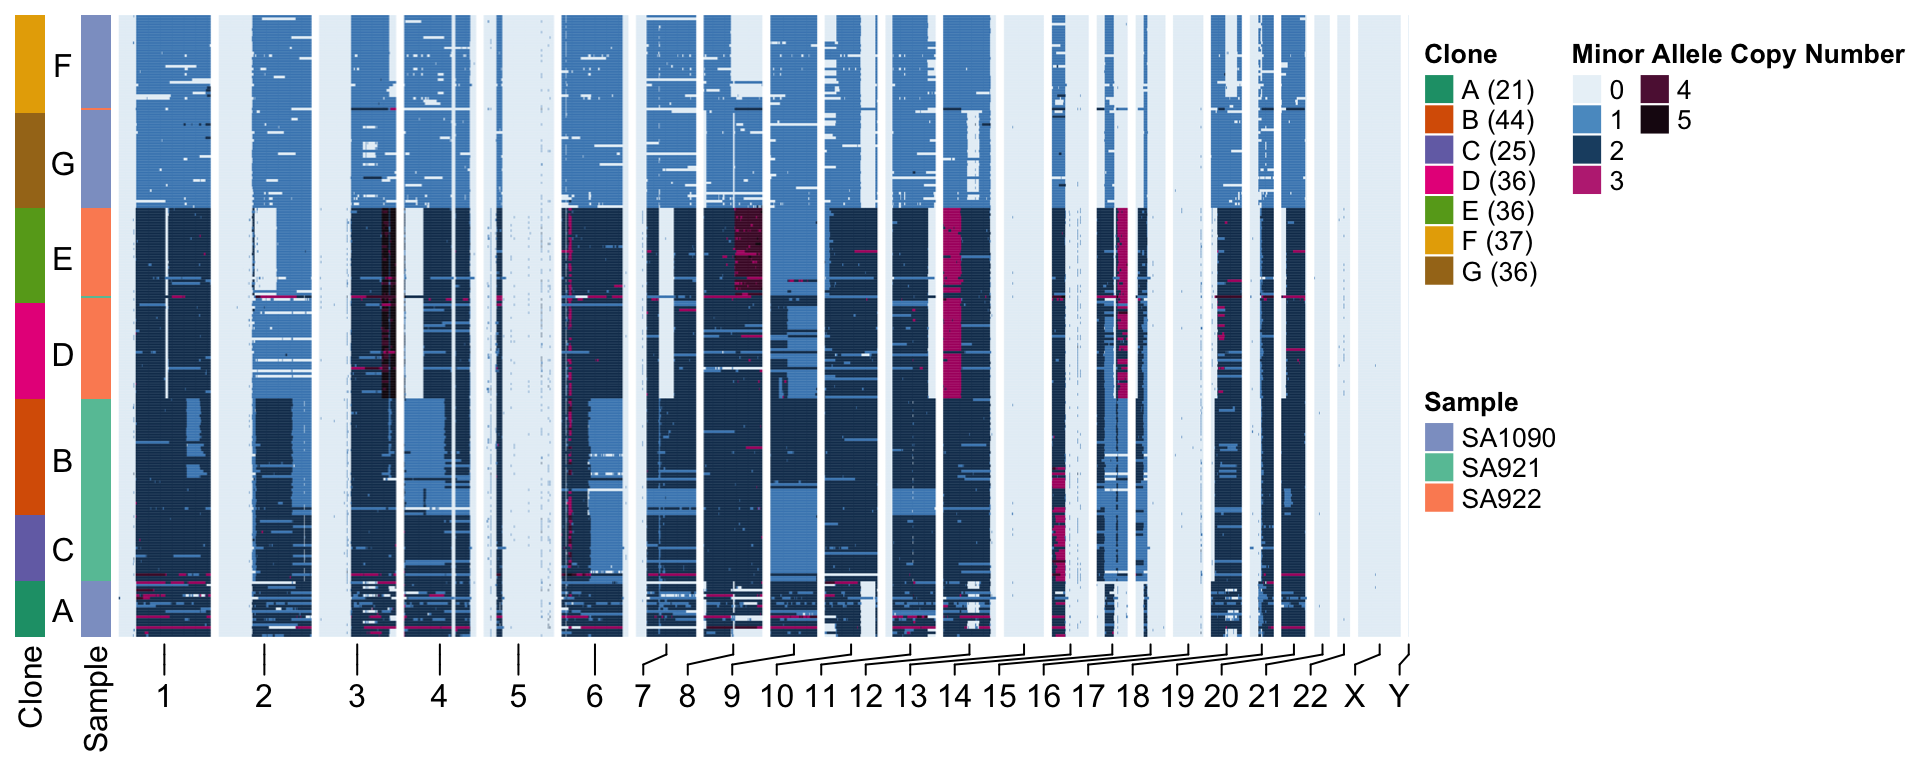 F
G
E
D
B
C
A
Clone
Sample
1
2
3
4
5
6
7
8
9
10
11
12
13
14
15
16
17
18
19
20
21
22
X
Y
Clone
A (21)
B (44)
C (25)
D (36)
E (36)
F (37)
G (36)
Minor Allele Copy Number
0
1
2
3
4
5
Sample
SA1090
SA921
SA922